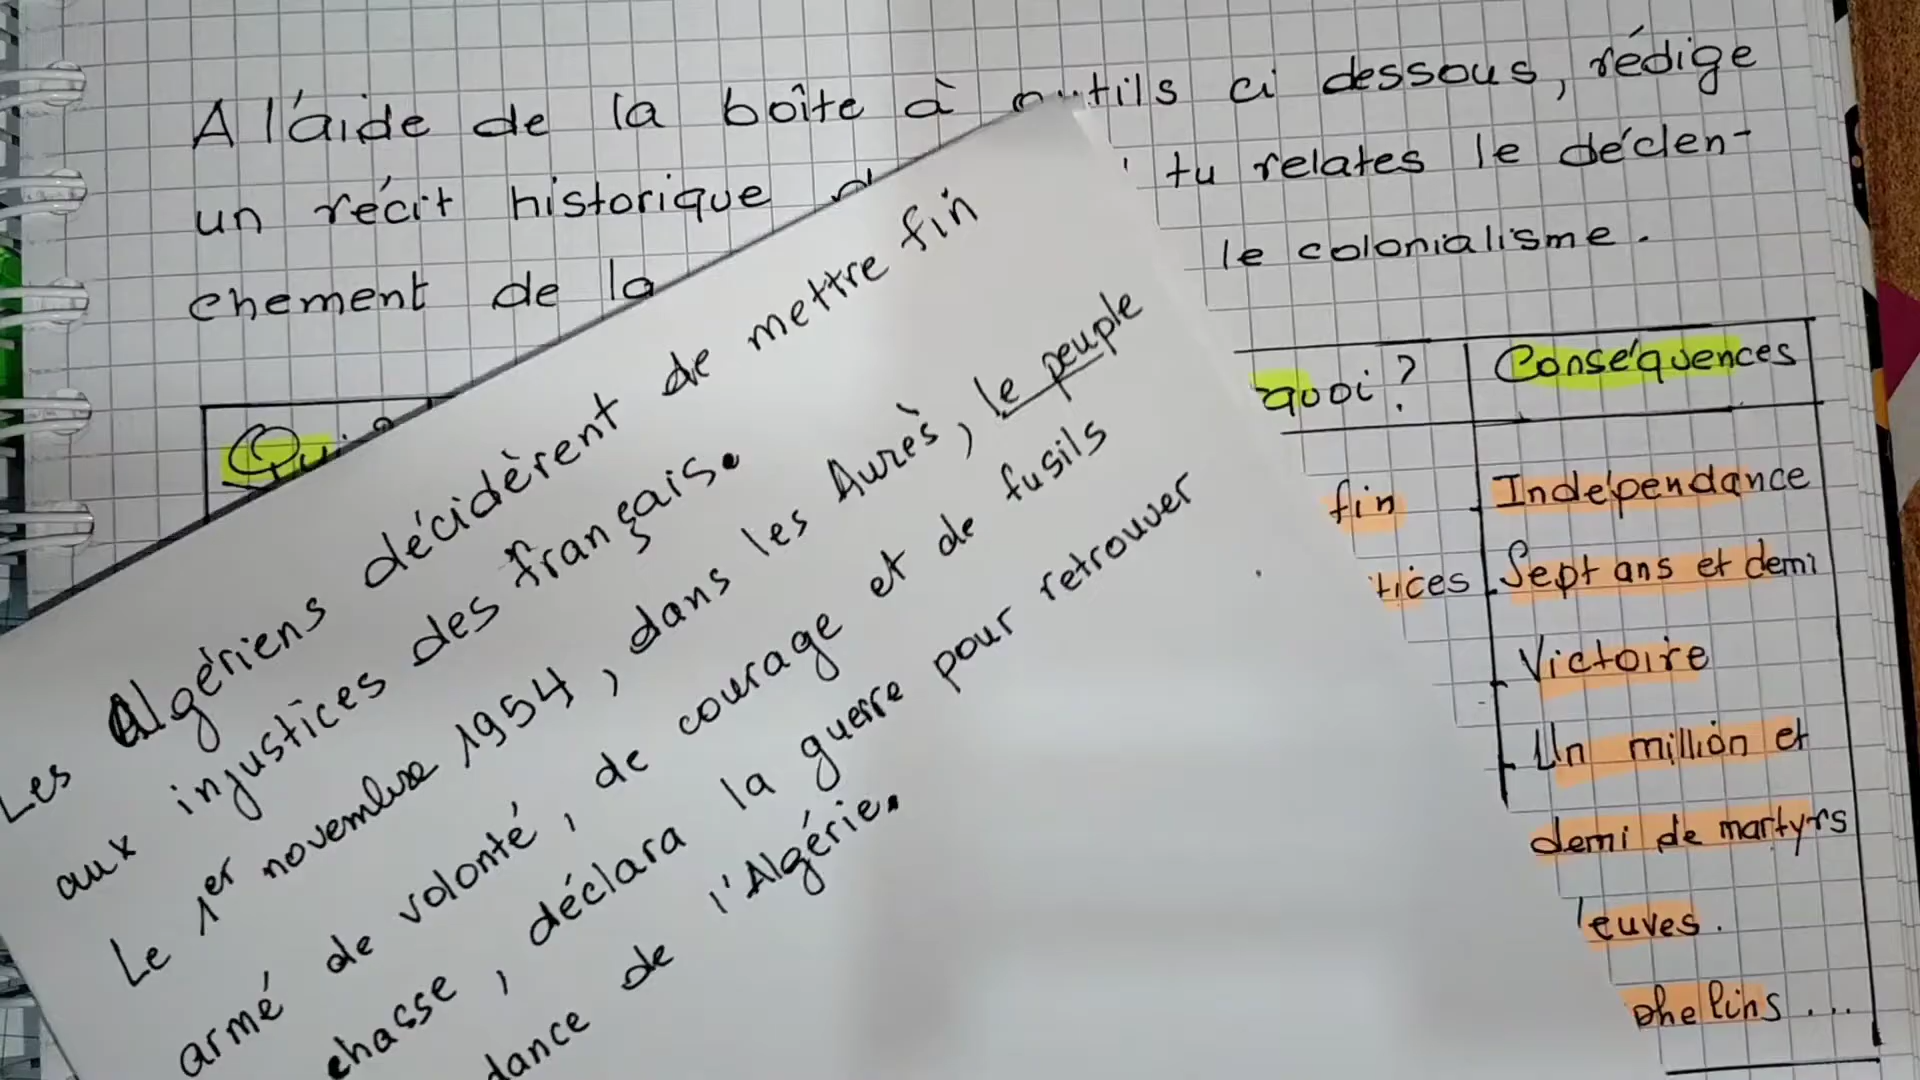 A l'aide de la boîte à outils ci dessous, rédige
un récit historique tu relates le déclen-
chement de la le colonialisme.
Qui quoi? Conséquences
fin Indépendance
tices Sept ans et demi
Victoire
Un million et
demi de martyrs
euves.
phelins ...
Les Algériens décidèrent de mettre fin
aux injustices des français.
Le 1er novembre 1954, dans les Aurès, le peuple
armé de volonté, de courage et de fusils
chasse, déclara la guerre pour retrouver
dance de l'Algérie.